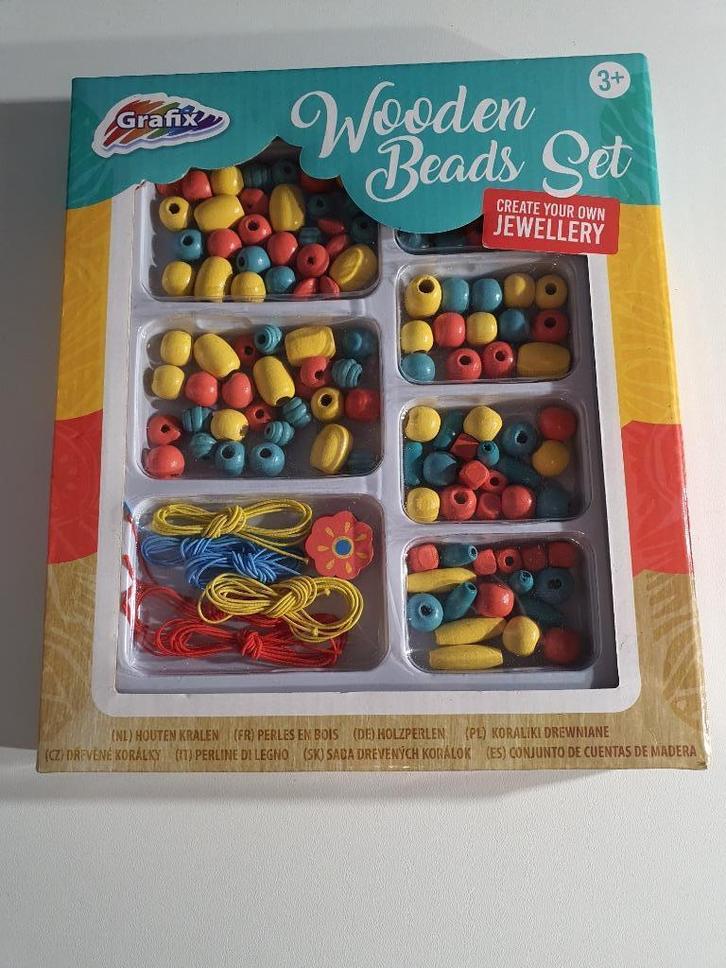 Grafix
3+
Wooden
Beads Set
CREATE YOUR OWN
JEWELLERY
(NL) HOUTEN KRALEN (FR) PERLES EN BOIS (DE) HOLZPERLEN (PL) KORALIKI DREWNIANE
(CZ) DŘEVĚNÉ KORÁLKY (IT) PERLINE DI LEGNO (SK) SADA DREVENÝCH KORÁLOK (ES) CONJUNTO DE CUENTAS DE MADERA